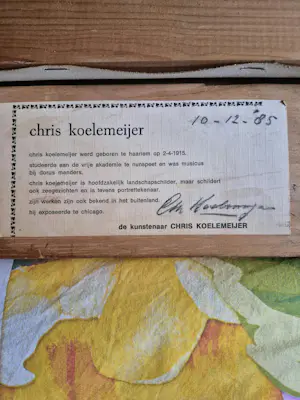 chris koelemeijer
10-12-'85
chris koelemeijer werd geboren te haarlem op 2-4-1915.
studeerde aan de vrije akademie te nunspeet en was musicus
bij dorus manders.
chris koelemeijer is hoofdzakelijk landschapschilder, maar schildert
ook zeegezichten en is tevens portrettekenaar.
zijn werken zijn ook bekend in het buitenland.
hij exposeerde te chicago.
de kunstenaar CHRIS KOELEMEIJER